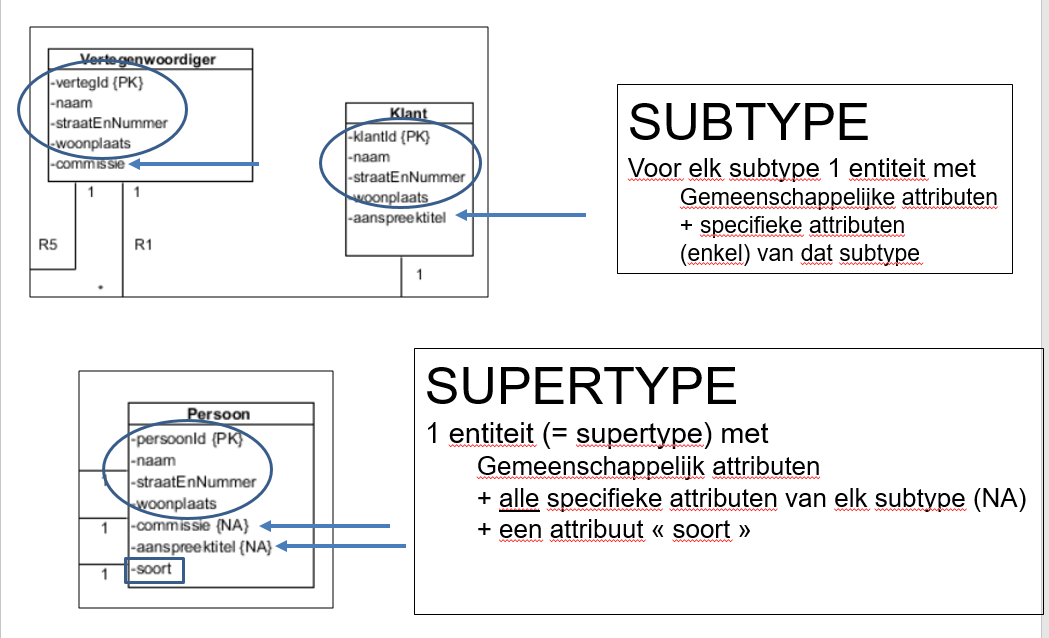 Vertegenwoordiger
-vertegId {PK}
-naam
-straatEnNummer
-woonplaats
-commissie
1
1
R5
R1
*
Klant
-klantId {PK}
-naam
-straatEnNummer
-woonplaats
-aanspreektitel
1
SUBTYPE
Voor elk subtype 1 entiteit met
Gemeenschappelijke attributen
+ specifieke attributen
(enkel) van dat subtype
Persoon
-persoonId {PK}
-naam
-straatEnNummer
-woonplaats
-commissie {NA}
-aanspreektitel {NA}
-soort
1
1
1
SUPERTYPE
1 entiteit (= supertype) met
Gemeenschappelijk attributen
+ alle specifieke attributen van elk subtype (NA)
+ een attribuut « soort »